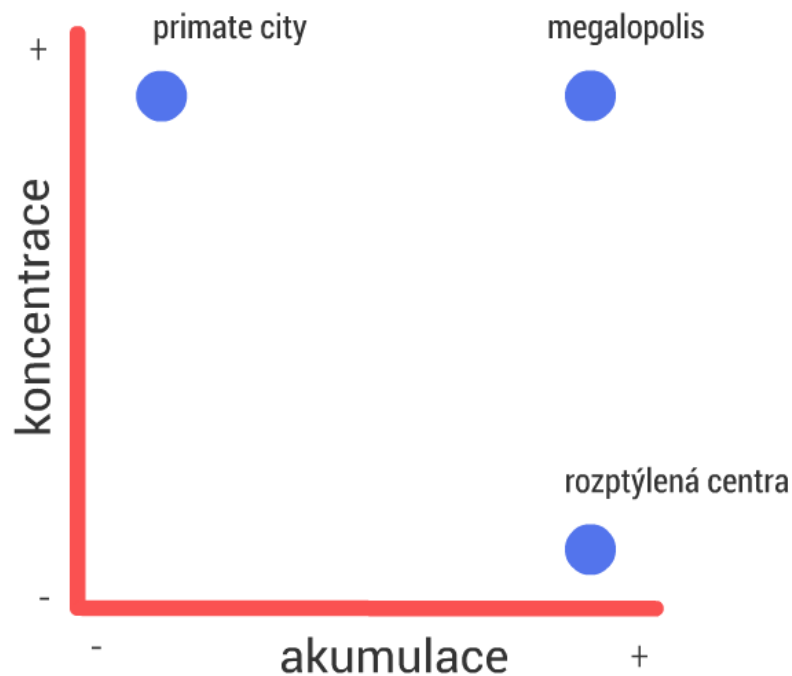 primate city
megalopolis
+
koncentrace
rozptýlená centra
-
-
akumulace
+